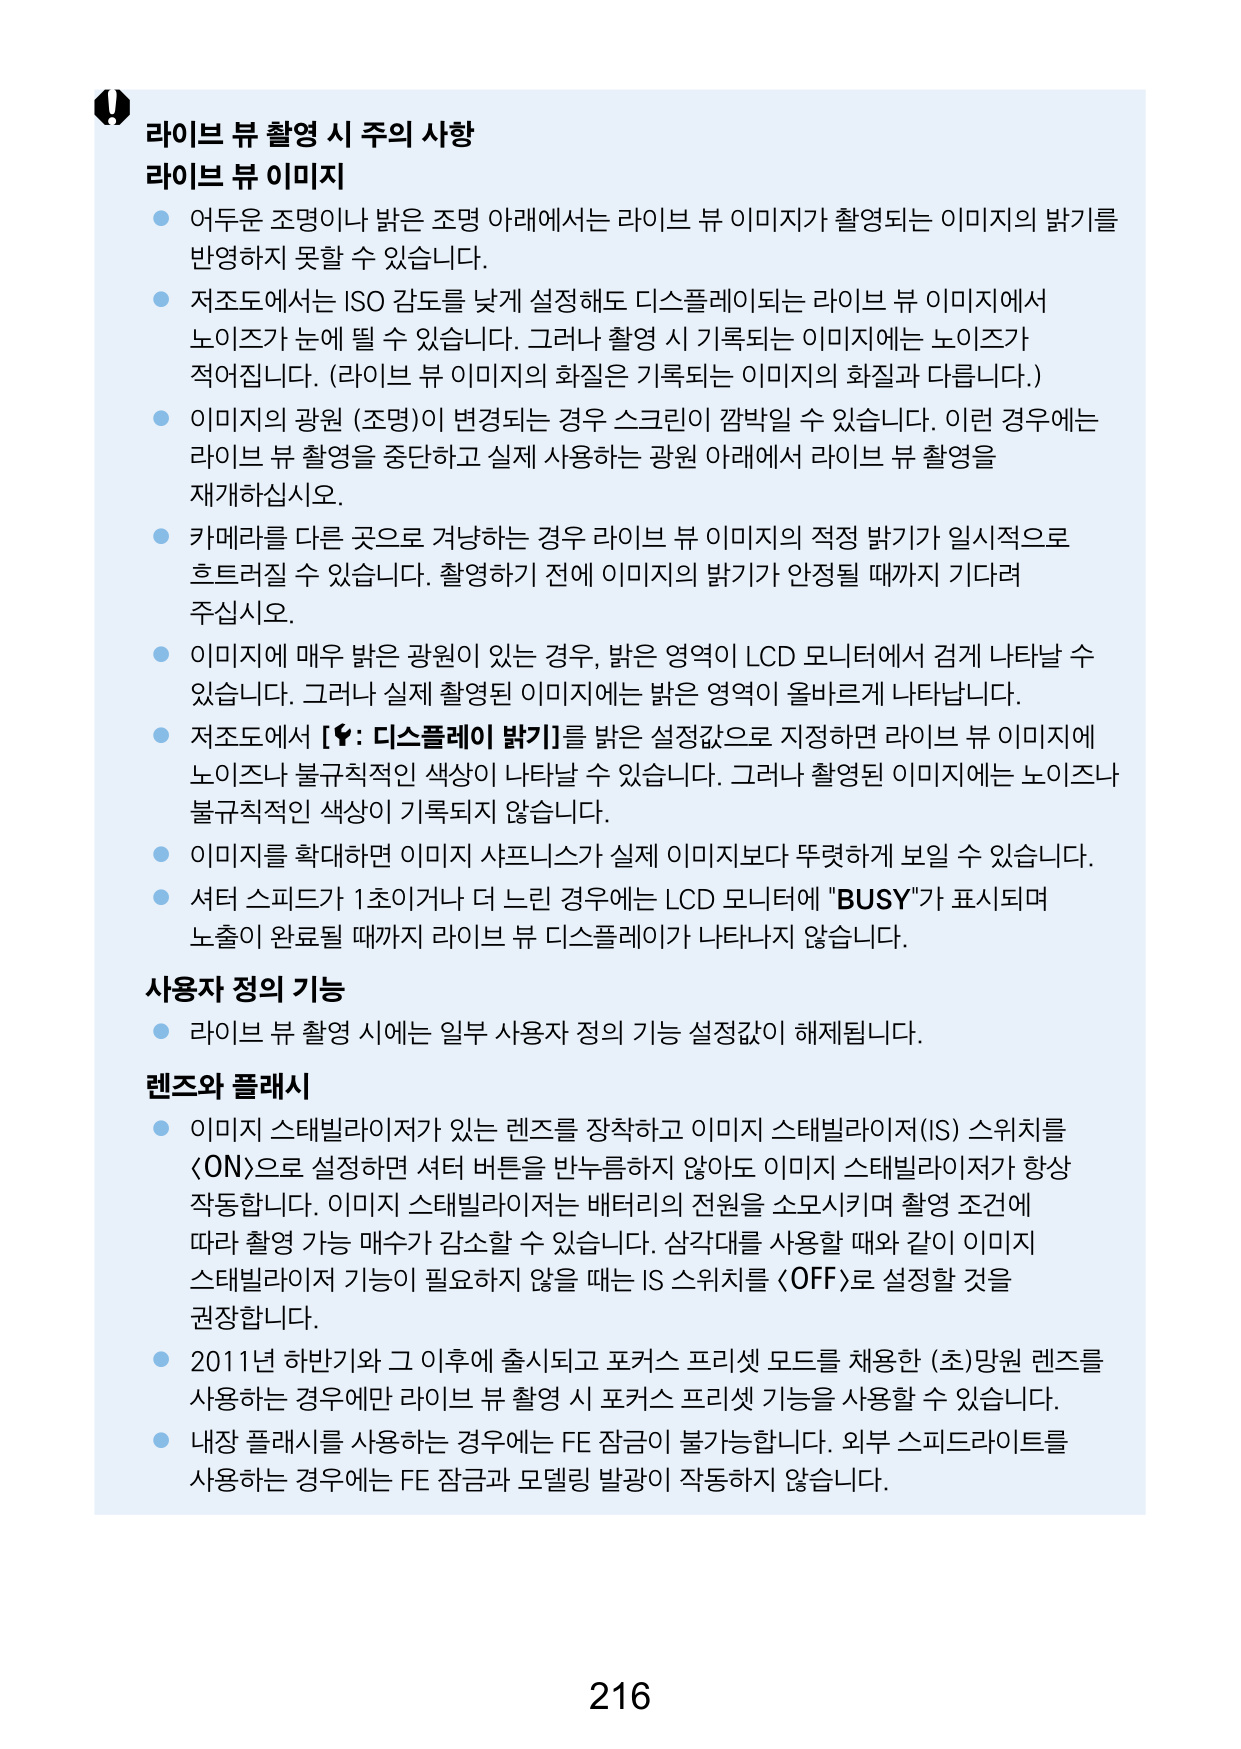 라이브 뷰 촬영 시 주의 사항
라이브 뷰 이미지
● 어두운 조명이나 밝은 조명 아래에서는 라이브 뷰 이미지가 촬영되는 이미지의 밝기를
반영하지 못할 수 있습니다.
● 저조도에서는 ISO 감도를 낮게 설정해도 디스플레이되는 라이브 뷰 이미지에서
노이즈가 눈에 띌 수 있습니다. 그러나 촬영 시 기록되는 이미지에는 노이즈가
적어집니다. (라이브 뷰 이미지의 화질은 기록되는 이미지의 화질과 다릅니다.)
● 이미지의 광원 (조명)이 변경되는 경우 스크린이 깜박일 수 있습니다. 이런 경우에는
라이브 뷰 촬영을 중단하고 실제 사용하는 광원 아래에서 라이브 뷰 촬영을
재개하십시오.
● 카메라를 다른 곳으로 겨냥하는 경우 라이브 뷰 이미지의 적정 밝기가 일시적으로
흐트러질 수 있습니다. 촬영하기 전에 이미지의 밝기가 안정될 때까지 기다려
주십시오.
● 이미지에 매우 밝은 광원이 있는 경우, 밝은 영역이 LCD 모니터에서 검게 나타날 수
있습니다. 그러나 실제 촬영된 이미지에는 밝은 영역이 올바르게 나타납니다.
● 저조도에서 [: 디스플레이 밝기]를 밝은 설정값으로 지정하면 라이브 뷰 이미지에
노이즈나 불규칙적인 색상이 나타날 수 있습니다. 그러나 촬영된 이미지에는 노이즈나
불규칙적인 색상이 기록되지 않습니다.
● 이미지를 확대하면 이미지 샤프니스가 실제 이미지보다 뚜렷하게 보일 수 있습니다.
● 셔터 스피드가 1초이거나 더 느린 경우에는 LCD 모니터에 "BUSY"가 표시되며
노출이 완료될 때까지 라이브 뷰 디스플레이가 나타나지 않습니다.
사용자 정의 기능
● 라이브 뷰 촬영 시에는 일부 사용자 정의 기능 설정값이 해제됩니다.
렌즈와 플래시
● 이미지 스태빌라이저가 있는 렌즈를 장착하고 이미지 스태빌라이저(IS) 스위치를
<ON>으로 설정하면 셔터 버튼을 반누름하지 않아도 이미지 스태빌라이저가 항상
작동합니다. 이미지 스태빌라이저는 배터리의 전원을 소모시키며 촬영 조건에
따라 촬영 가능 매수가 감소할 수 있습니다. 삼각대를 사용할 때와 같이 이미지
스태빌라이저 기능이 필요하지 않을 때는 IS 스위치를 <OFF>로 설정할 것을
권장합니다.
● 2011년 하반기와 그 이후에 출시되고 포커스 프리셋 모드를 채용한 (초)망원 렌즈를
사용하는 경우에만 라이브 뷰 촬영 시 포커스 프리셋 기능을 사용할 수 있습니다.
● 내장 플래시를 사용하는 경우에는 FE 잠금이 불가능합니다. 외부 스피드라이트를
사용하는 경우에는 FE 잠금과 모델링 발광이 작동하지 않습니다.
216